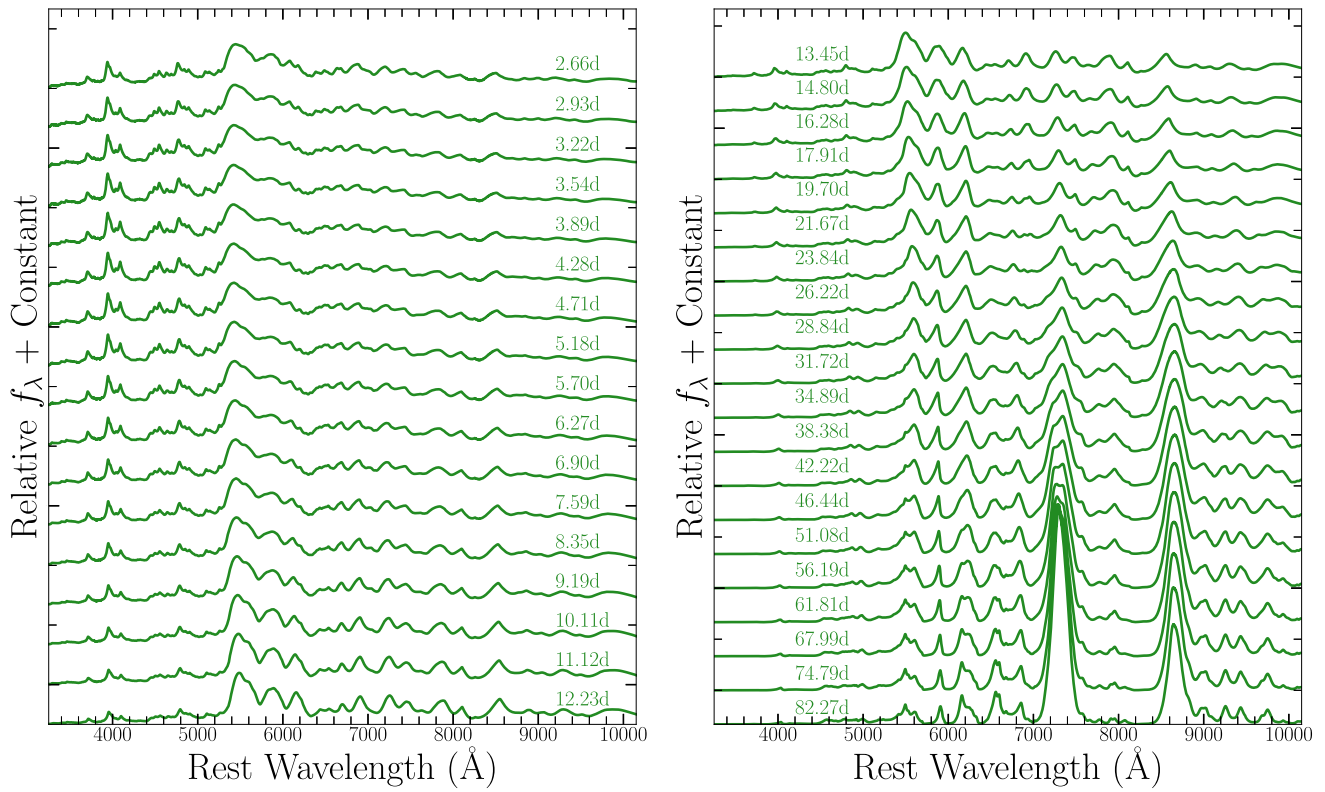 2.66d
2.93d
3.22d
3.54d
3.89d
4.28d
4.71d
5.18d
5.70d
6.27d
6.90d
7.59d
8.35d
9.19d
10.11d
11.12d
12.23d
4000 5000 6000 7000 8000 9000 10000
Rest Wavelength (Å)
Relative fλ + Constant
13.45d
14.80d
16.28d
17.91d
19.70d
21.67d
23.84d
26.22d
28.84d
31.72d
34.89d
38.38d
42.22d
46.44d
51.08d
56.19d
61.81d
67.99d
74.79d
82.27d
4000 5000 6000 7000 8000 9000 10000
Rest Wavelength (Å)
Relative fλ + Constant